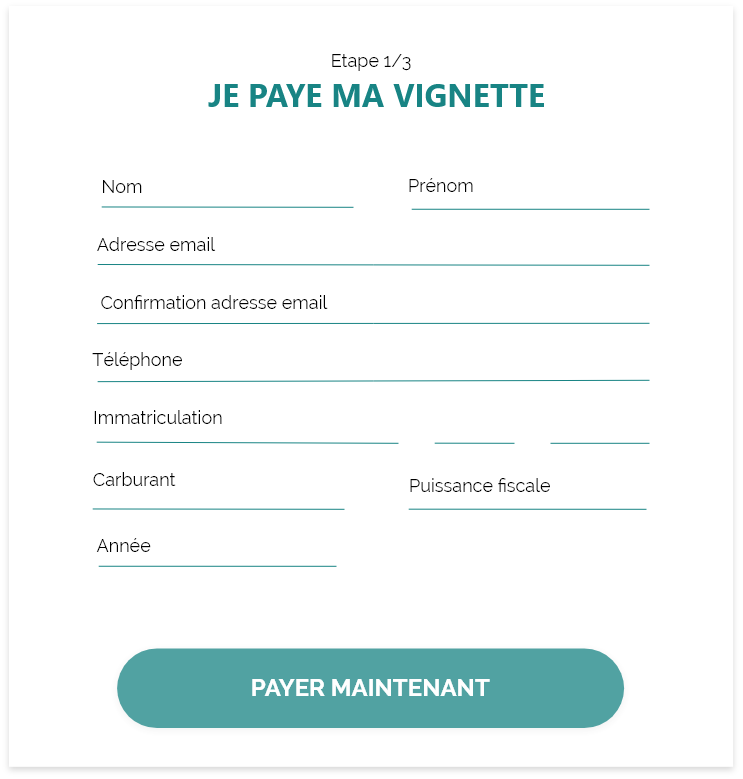 Etape 1/3
JE PAYE MA VIGNETTE
Nom
Prénom
Adresse email
Confirmation adresse email
Téléphone
Immatriculation
Carburant
Puissance fiscale
Année
PAYER MAINTENANT